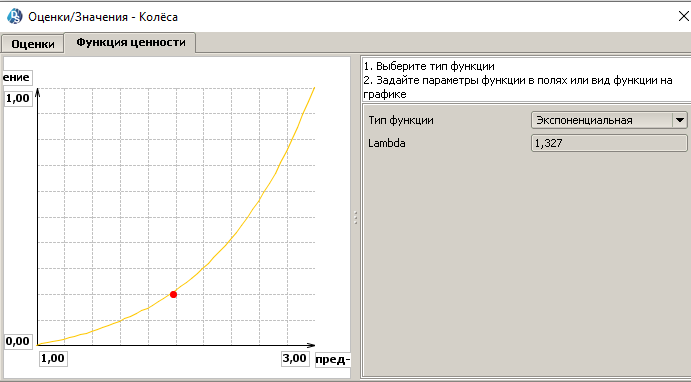 Оценки/Значения - Колёса
Оценки
Функция ценности
ение
1,00
0,00
1,00
3,00
пред-
1. Выберите тип функции
2. Задайте параметры функции в полях или вид функции на
графике
Тип функции
Экспоненциальная
Lambda
1,327